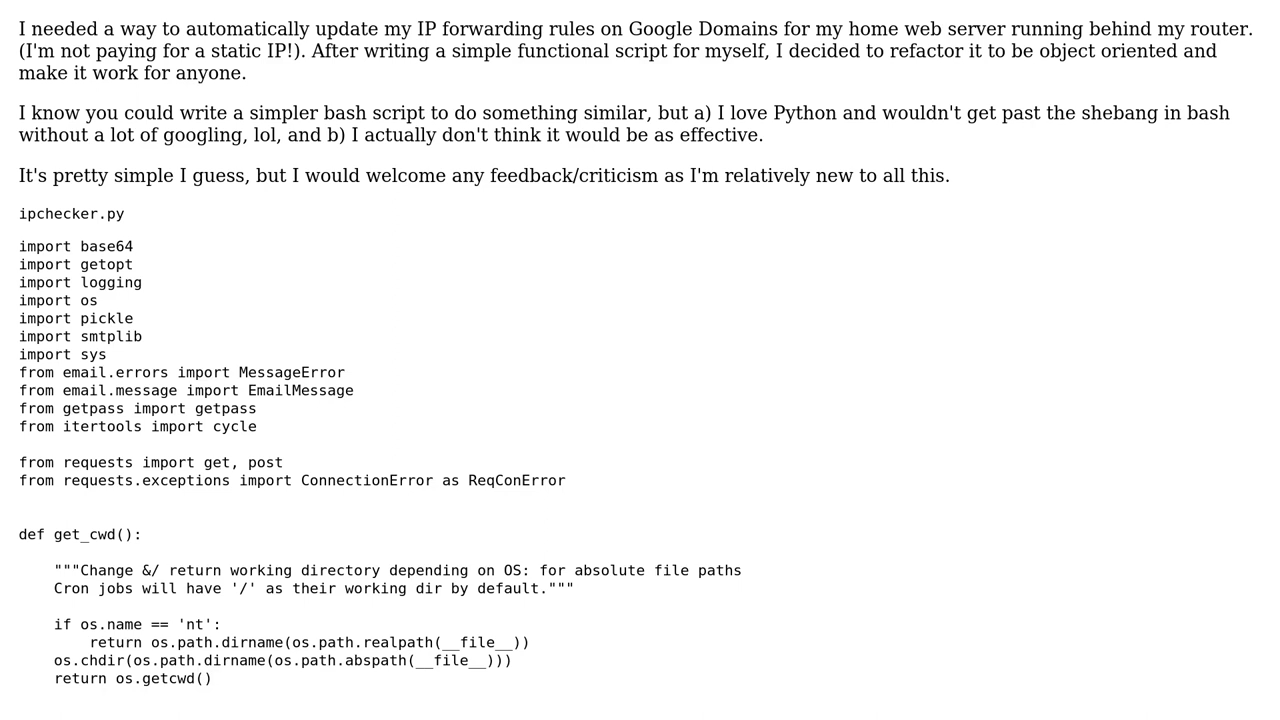 I needed a way to automatically update my IP forwarding rules on Google Domains for my home web server running behind my router.
(I'm not paying for a static IP!). After writing a simple functional script for myself, I decided to refactor it to be object oriented and
make it work for anyone.
I know you could write a simpler bash script to do something similar, but a) I love Python and wouldn't get past the shebang in bash
without a lot of googling, lol, and b) I actually don't think it would be as effective.
It's pretty simple I guess, but I would welcome any feedback/criticism as I'm relatively new to all this.
ipchecker.py
import base64
import getopt
import logging
import os
import pickle
import smtplib
import sys
from email.errors import MessageError
from email.message import EmailMessage
from getpass import getpass
from itertools import cycle
from requests import get, post
from requests.exceptions import ConnectionError as ReqConError
def get_cwd():
    """Change &/ return working directory depending on OS: for absolute file paths
    Cron jobs will have '/' as their working dir by default."""
    if os.name == 'nt':
        return os.path.dirname(os.path.realpath(__file__))
    os.chdir(os.path.dirname(os.path.abspath(__file__)))
    return os.getcwd()